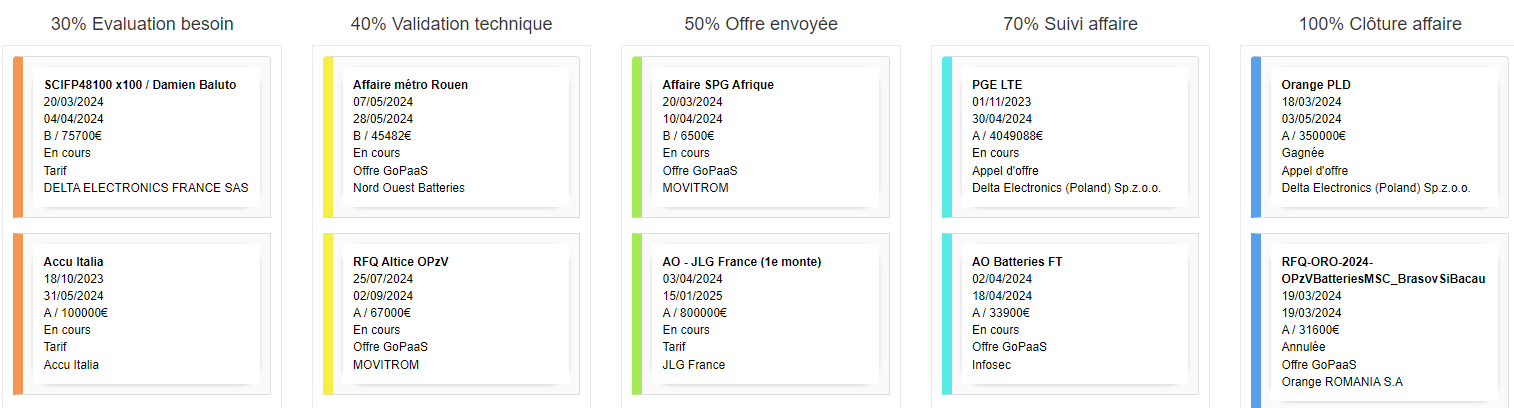 30% Evaluation besoin
SCIFP48100 x100 / Damien Baluto
20/03/2024
04/04/2024
B / 75700€
En cours
Tarif
DELTA ELECTRONICS FRANCE SAS
Accu Italia
18/10/2023
31/05/2024
A / 100000€
En cours
Tarif
Accu Italia
40% Validation technique
Affaire métro Rouen
07/05/2024
28/05/2024
B / 45482€
En cours
Offre GoPaaS
Nord Ouest Batteries
RFQ Altice OPzV
25/07/2024
02/09/2024
A / 67000€
En cours
Offre GoPaaS
MOVITROM
50% Offre envoyée
Affaire SPG Afrique
20/03/2024
10/04/2024
B / 6500€
En cours
Offre GoPaaS
MOVITROM
AO - JLG France (1e monte)
03/04/2024
15/01/2025
A / 800000€
En cours
Tarif
JLG France
70% Suivi affaire
PGE LTE
01/11/2023
30/04/2024
A / 4049088€
En cours
Appel d'offre
Delta Electronics (Poland) Sp.z.o.o.
AO Batteries FT
02/04/2024
18/04/2024
A / 33900€
En cours
Offre GoPaaS
Infosec
100% Clôture affaire
Orange PLD
18/03/2024
03/05/2024
A / 350000€
Gagnée
Appel d'offre
Delta Electronics (Poland) Sp.z.o.o.
RFQ-ORO-2024-
OPzVBatteriesMSC_BrasovSiBacau
19/03/2024
19/03/2024
A / 31600€
Annulée
Offre GoPaaS
Orange ROMANIA S.A